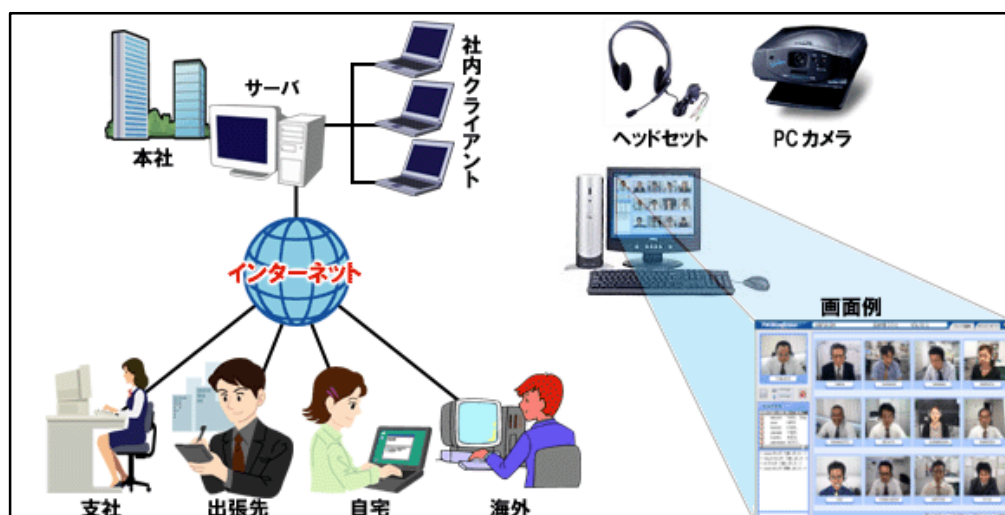 本社
サーバ
社内クライアント
インターネット
支社
出張先
自宅
海外
ヘッドセット
PCカメラ
画面例